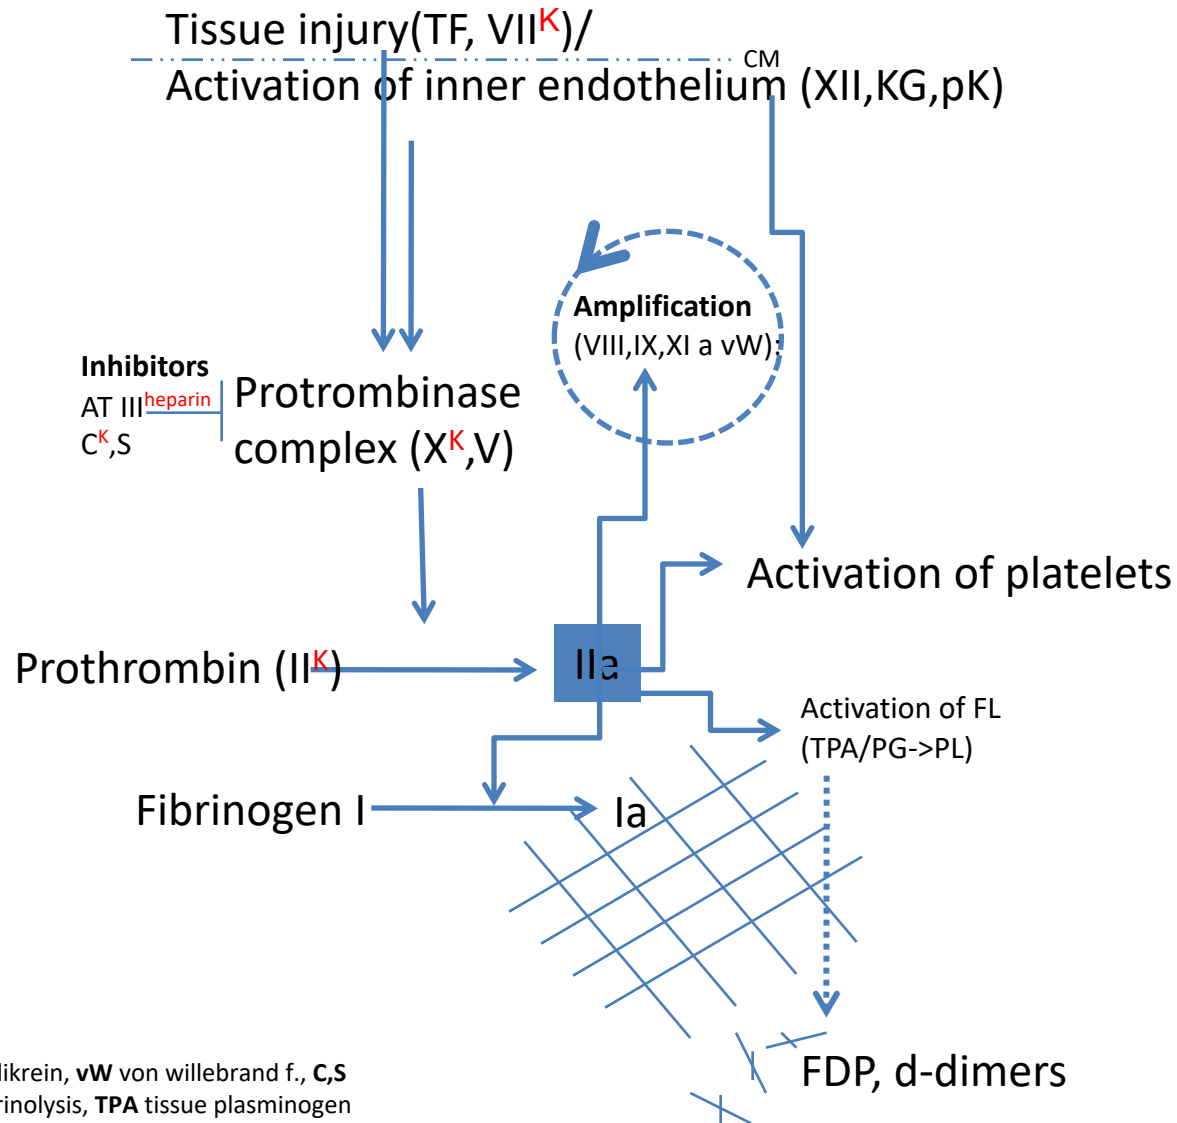 Tissue injury(TF, VIIK)/
CM
Activation of inner endothelium (XII,KG,pK)
Amplification
(VIII,IX,XI a vW):
Inhibitors
AT IIIheparin
CK,S
Protrombinase
complex (XK,V)
Activation of platelets
Prothrombin (IIK)
IIa
Activation of FL
(TPA/PG->PL)
Fibrinogen I
Ia
FDP, d-dimers
likrein, vW von willebrand f., C,S
rinolysis, TPA tissue plasminogen